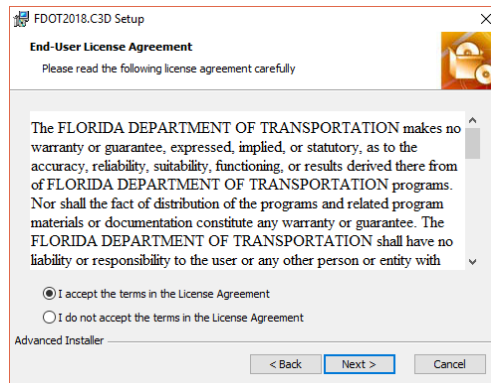 FDOT2018.C3D Setup
End-User License Agreement
Please read the following license agreement carefully
The FLORIDA DEPARTMENT OF TRANSPORTATION makes no
warranty or guarantee, expressed, implied, or statutory, as to the
accuracy, reliability, suitability, functioning, or results derived there from
of FLORIDA DEPARTMENT OF TRANSPORTATION programs.
Nor shall the fact of distribution of the programs and related program
materials or documentation constitute any warranty or guarantee. The
FLORIDA DEPARTMENT OF TRANSPORTATION shall have no
liability or responsibility to the user or any other person or entity with
I accept the terms in the License Agreement
I do not accept the terms in the License Agreement
Advanced Installer
< Back Next > Cancel